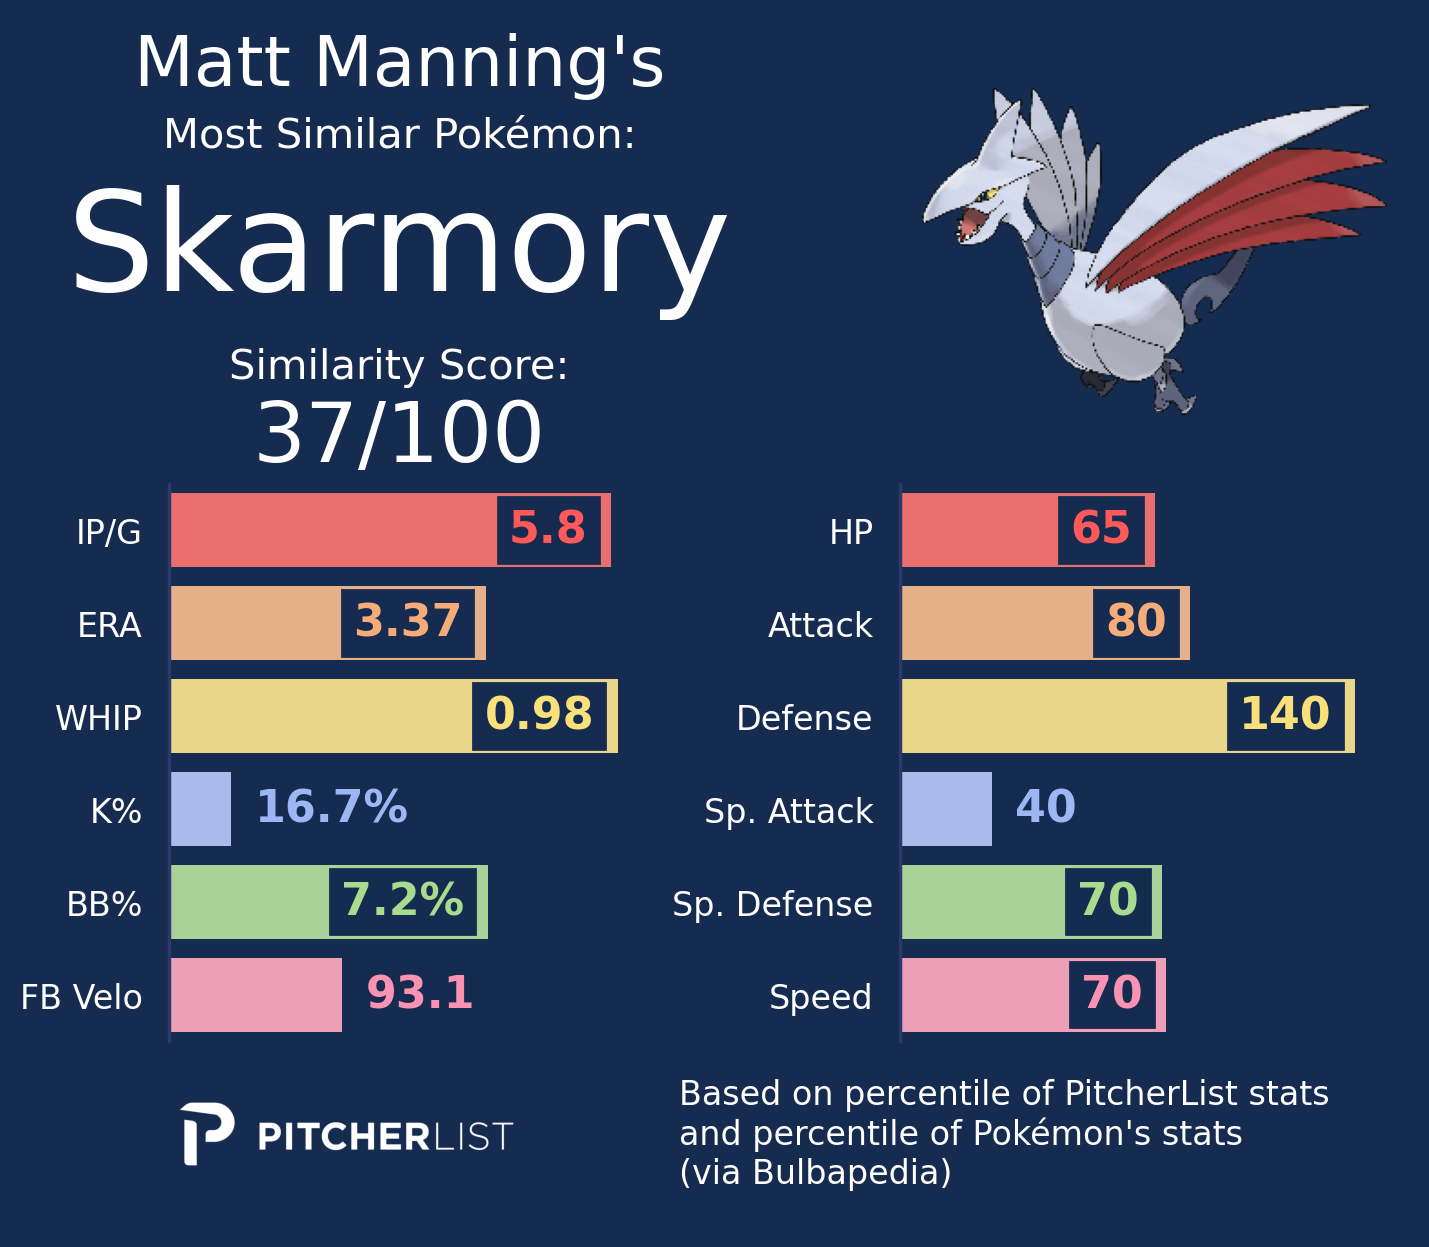 Matt Manning's
Most Similar Pokémon:
Skarmory
Similarity Score:
37/100
IP/G 5.8
ERA 3.37
WHIP 0.98
K% 16.7%
BB% 7.2%
FB Velo 93.1
HP 65
Attack 80
Defense 140
Sp. Attack 40
Sp. Defense 70
Speed 70
PITCHERLIST
Based on percentile of PitcherList stats
and percentile of Pokémon's stats
(via Bulbapedia)